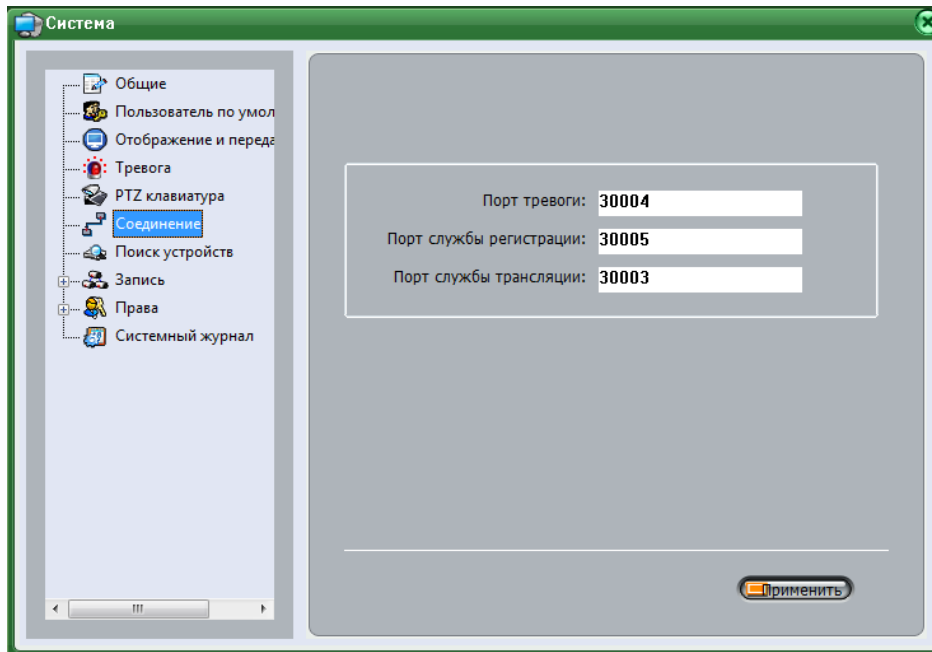 Система
Общие
Пользователь по умол
Отображение и переда
Тревога
PTZ клавиатура
Соединение
Поиск устройств
Запись
Права
Системный журнал
Порт тревоги: 30004
Порт службы регистрации: 30005
Порт службы трансляции: 30003
Применить